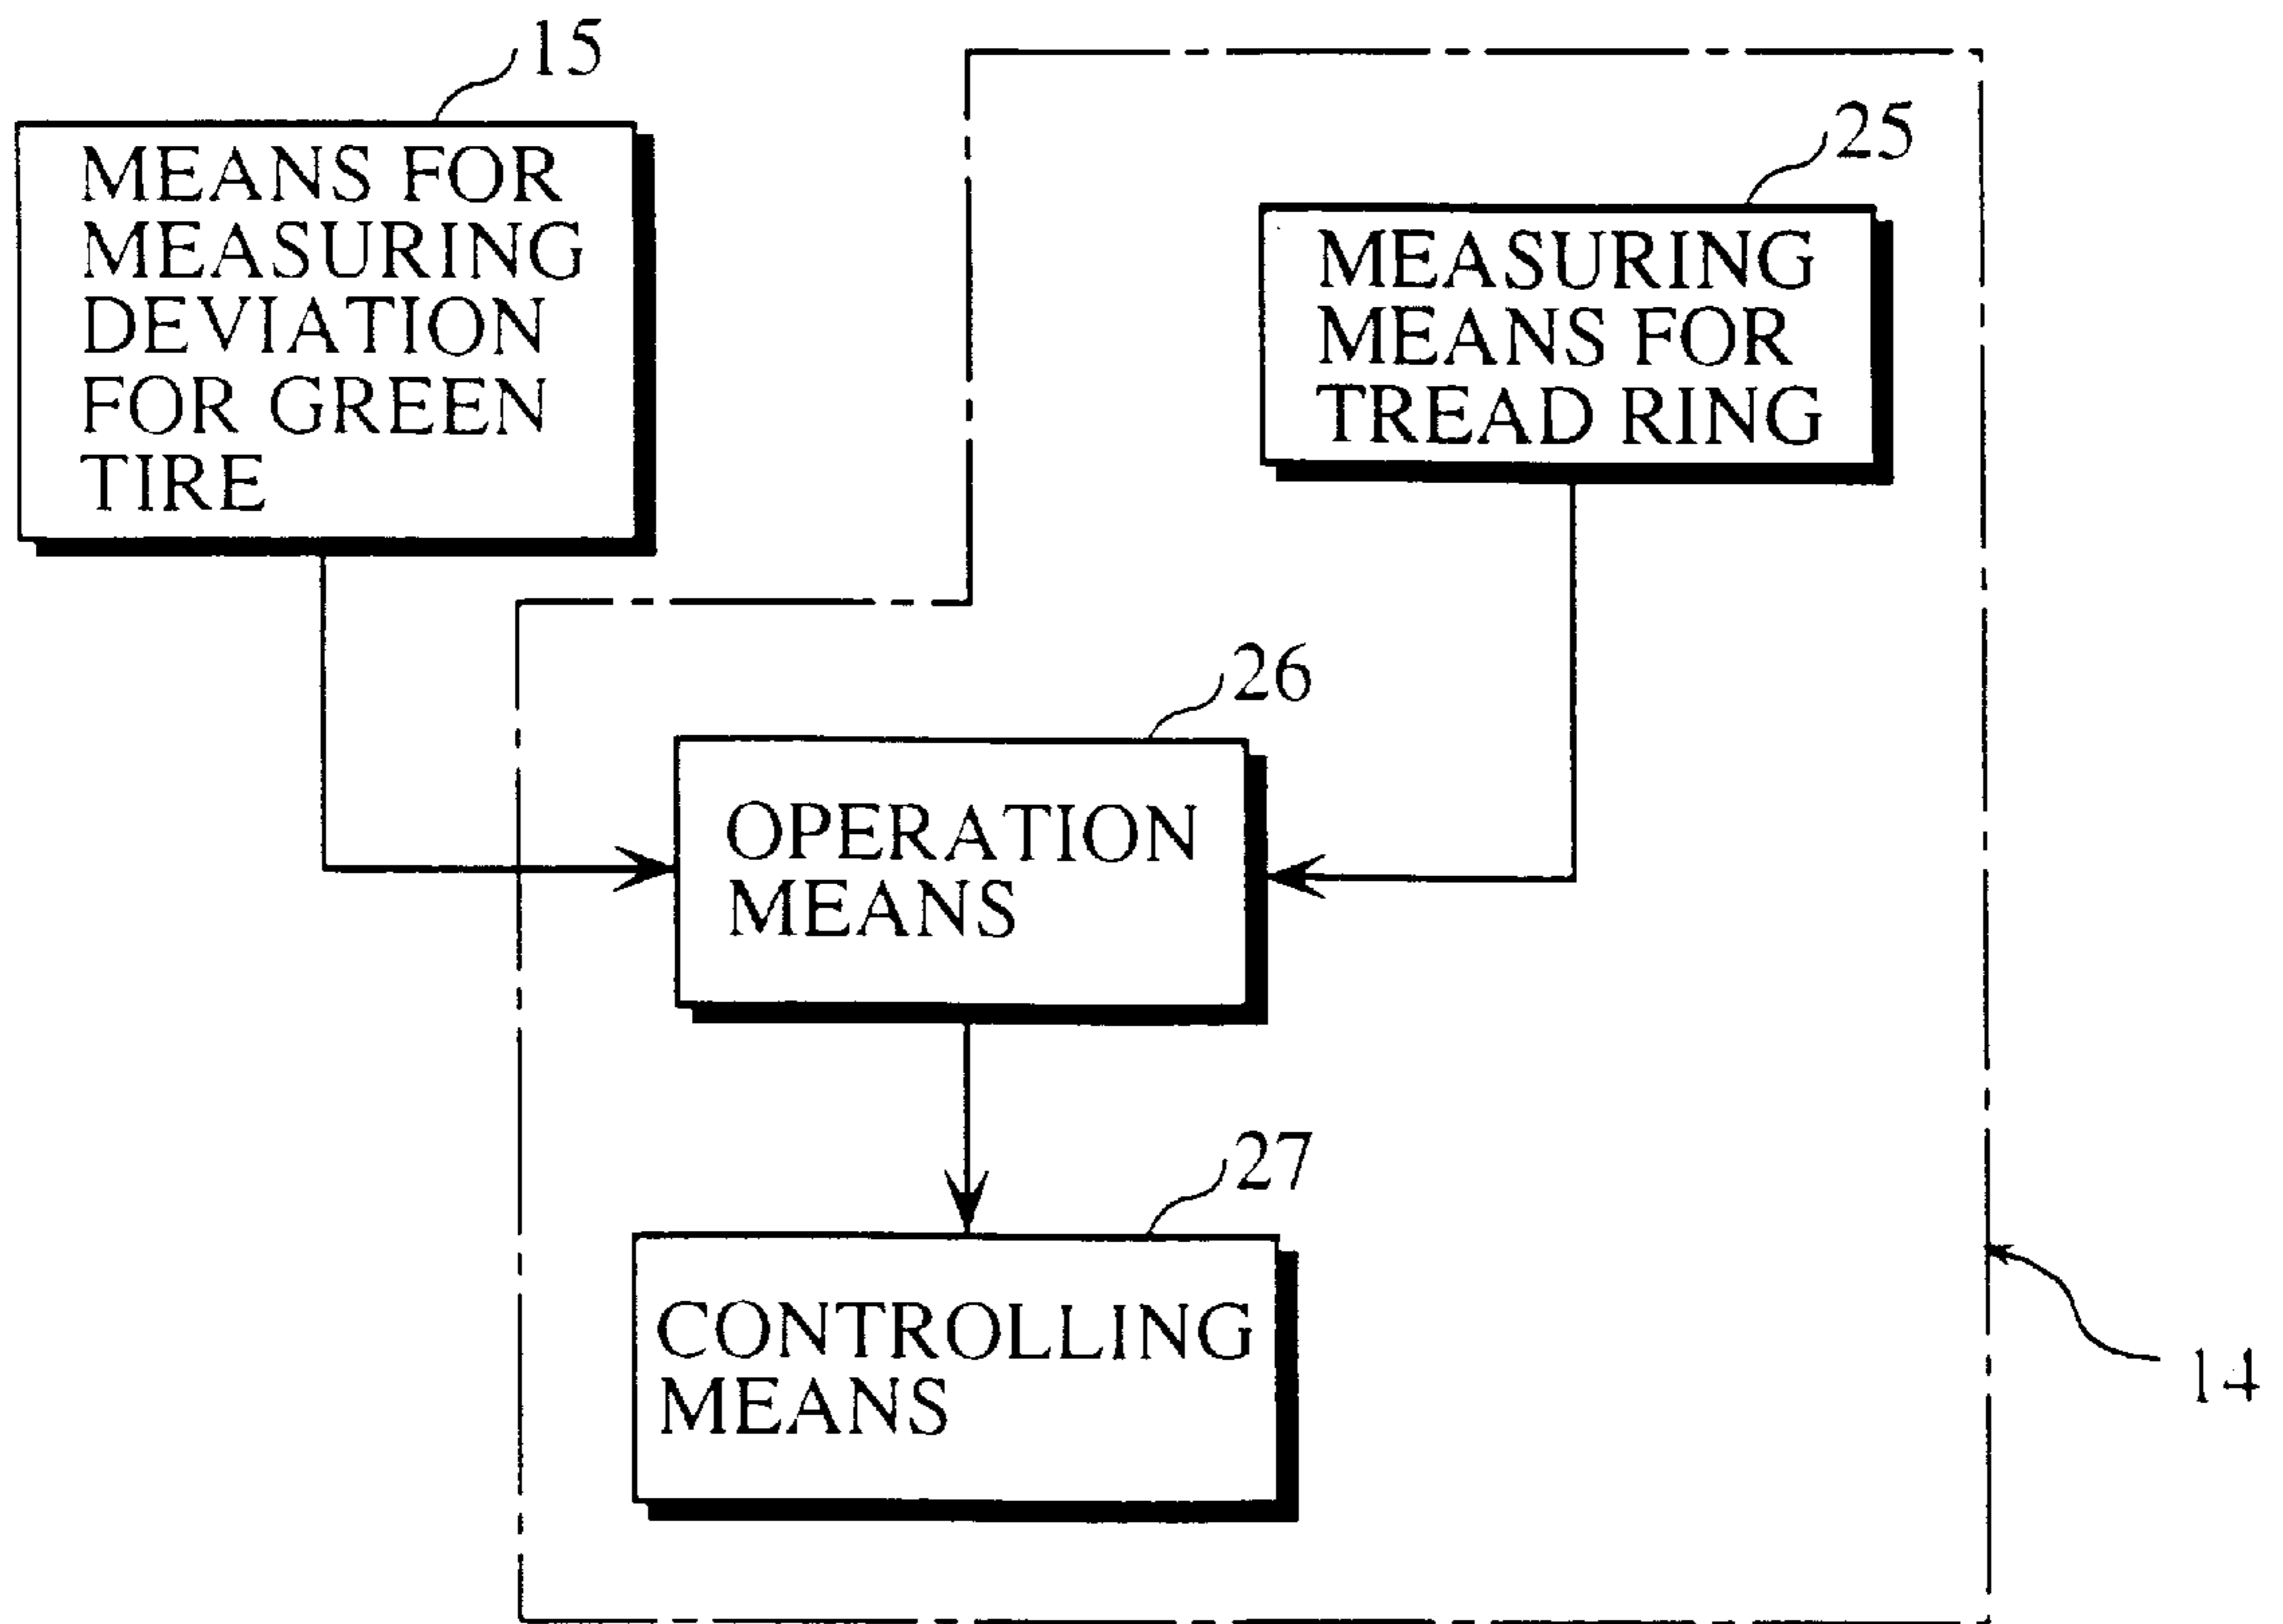 15
MEANS FOR
MEASURING
DEVIATION
FOR GREEN
TIRE
25
MEASURING
MEANS FOR
TREAD RING
26
OPERATION
MEANS
27
CONTROLLING
MEANS
14